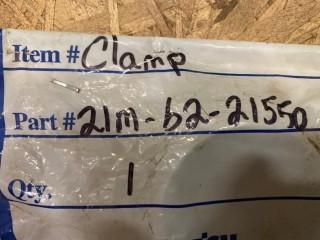 Item # Clamp
Part # 21m-62-21550
Qty. 1